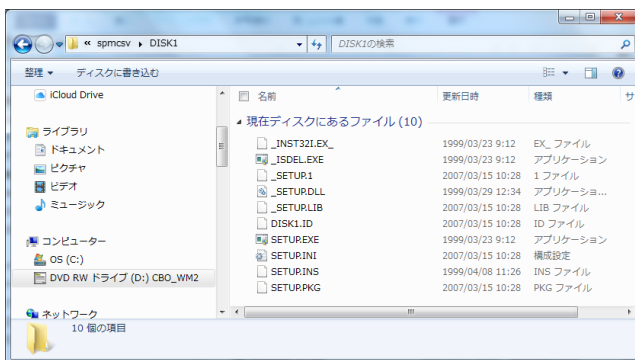 « spmcsv ▸ DISK1
DISK1の検索
整理 ▼ ディスクに書き込む
iCloud Drive
ライブラリ
ドキュメント
ピクチャ
ビデオ
ミュージック
コンピューター
OS (C:)
DVD RW ドライブ (D:) CBO_WM2
ネットワーク
名前 更新日時 種類 サ
現在ディスクにあるファイル (10)
_INST32I.EX_ 1999/03/23 9:12 EX_ ファイル
_ISDEL.EXE 1999/03/23 9:12 アプリケーション
_SETUP.1 2007/03/15 10:28 1 ファイル
_SETUP.DLL 1999/03/29 12:34 アプリケーショ...
_SETUP.LIB 2007/03/15 10:28 LIB ファイル
DISK1.ID 2007/03/15 10:28 ID ファイル
SETUP.EXE 1999/03/23 9:12 アプリケーション
SETUP.INI 2007/03/15 10:28 構成設定
SETUP.INS 1999/04/08 11:26 INS ファイル
SETUP.PKG 2007/03/15 10:28 PKG ファイル
10 個の項目